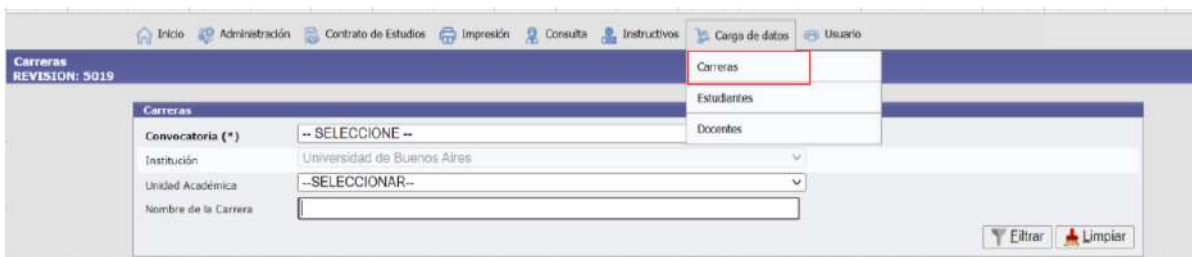 Inicio Administración Contrato de Estudios Impresión Consulta Instructivos Carga de datos Usuario
Carreras
REVISION: 5019
Carreras
Estudiantes
Docentes
Carreras
Convocatoria (*) -- SELECCIONE --
Institución Universidad de Buenos Aires
Unidad Académica --SELECCIONAR--
Nombre de la Carrera
Filtrar Limpiar